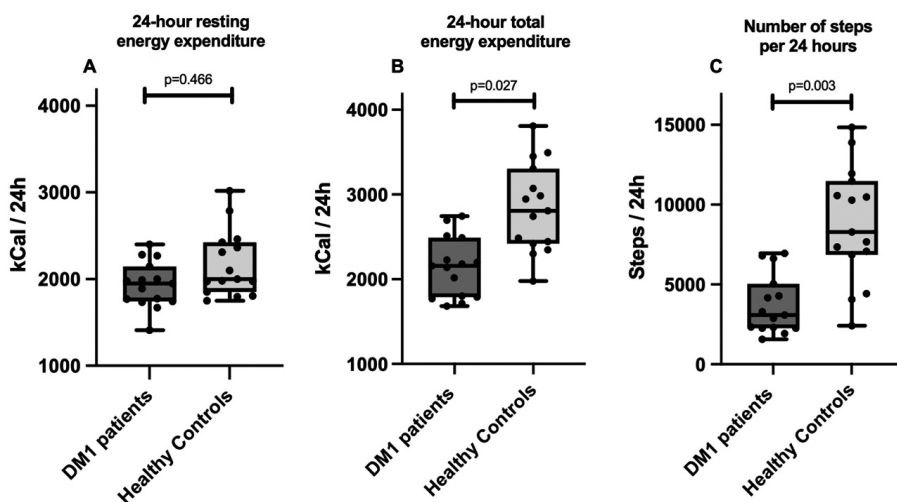 24-hour resting
energy expenditure
A
p=0.466
4000
3000
2000
1000
kCal / 24h
DM1 patients
Healthy Controls
24-hour total
energy expenditure
B
p=0.027
4000
3000
2000
1000
kCal / 24h
DM1 patients
Healthy Controls
Number of steps
per 24 hours
C
p=0.003
15000
10000
5000
0
Steps / 24h
DM1 patients
Healthy Controls